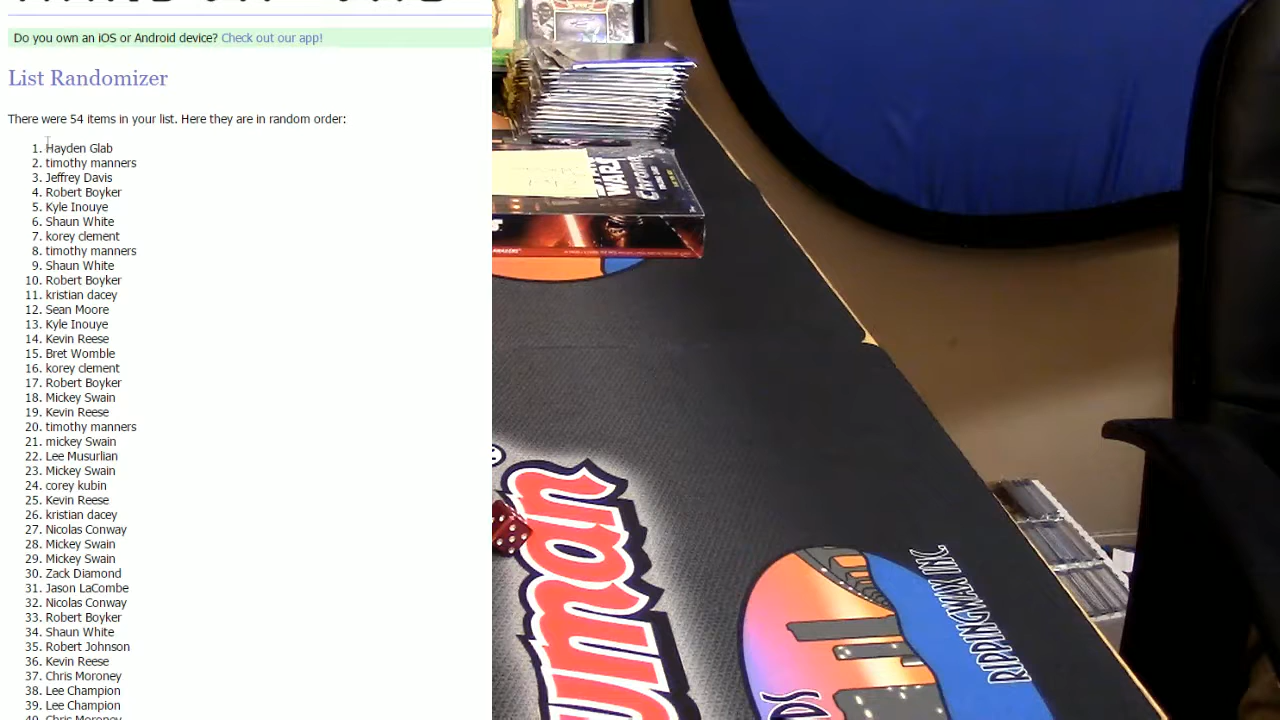 Do you own an iOS or Android device? Check out our app!
List Randomizer
There were 54 items in your list. Here they are in random order:
1. Hayden Glab
2. timothy manners
3. Jeffrey Davis
4. Robert Boyker
5. Kyle Inouye
6. Shaun White
7. korey clement
8. timothy manners
9. Shaun White
10. Robert Boyker
11. kristian dacey
12. Sean Moore
13. Kyle Inouye
14. Kevin Reese
15. Bret Womble
16. korey clement
17. Robert Boyker
18. Mickey Swain
19. Kevin Reese
20. timothy manners
21. mickey Swain
22. Lee Musurlian
23. Mickey Swain
24. corey kubin
25. Kevin Reese
26. kristian dacey
27. Nicolas Conway
28. Mickey Swain
29. Mickey Swain
30. Zack Diamond
31. Jason LaCombe
32. Nicolas Conway
33. Robert Boyker
34. Shaun White
35. Robert Johnson
36. Kevin Reese
37. Chris Moroney
38. Lee Champion
39. Lee Champion
40. Chris Moroney
WARS
RIPPINGWAX INC.